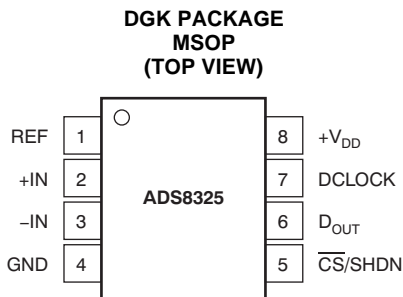 DGK PACKAGE
MSOP
(TOP VIEW)
REF 1 8 +VDD
+IN 2 ADS8325 7 DCLOCK
−IN 3 6 DOUT
GND 4 5 CS/SHDN